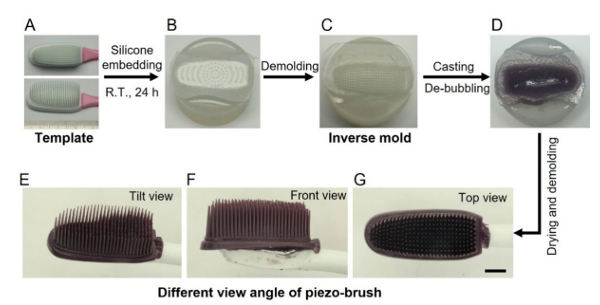 A
B
C
D
Silicone
embedding
R.T., 24 h
Demolding
Casting
De-bubbling
Template
Inverse mold
Drying and demolding
E
Tilt view
F
Front view
G
Top view
Different view angle of piezo-brush